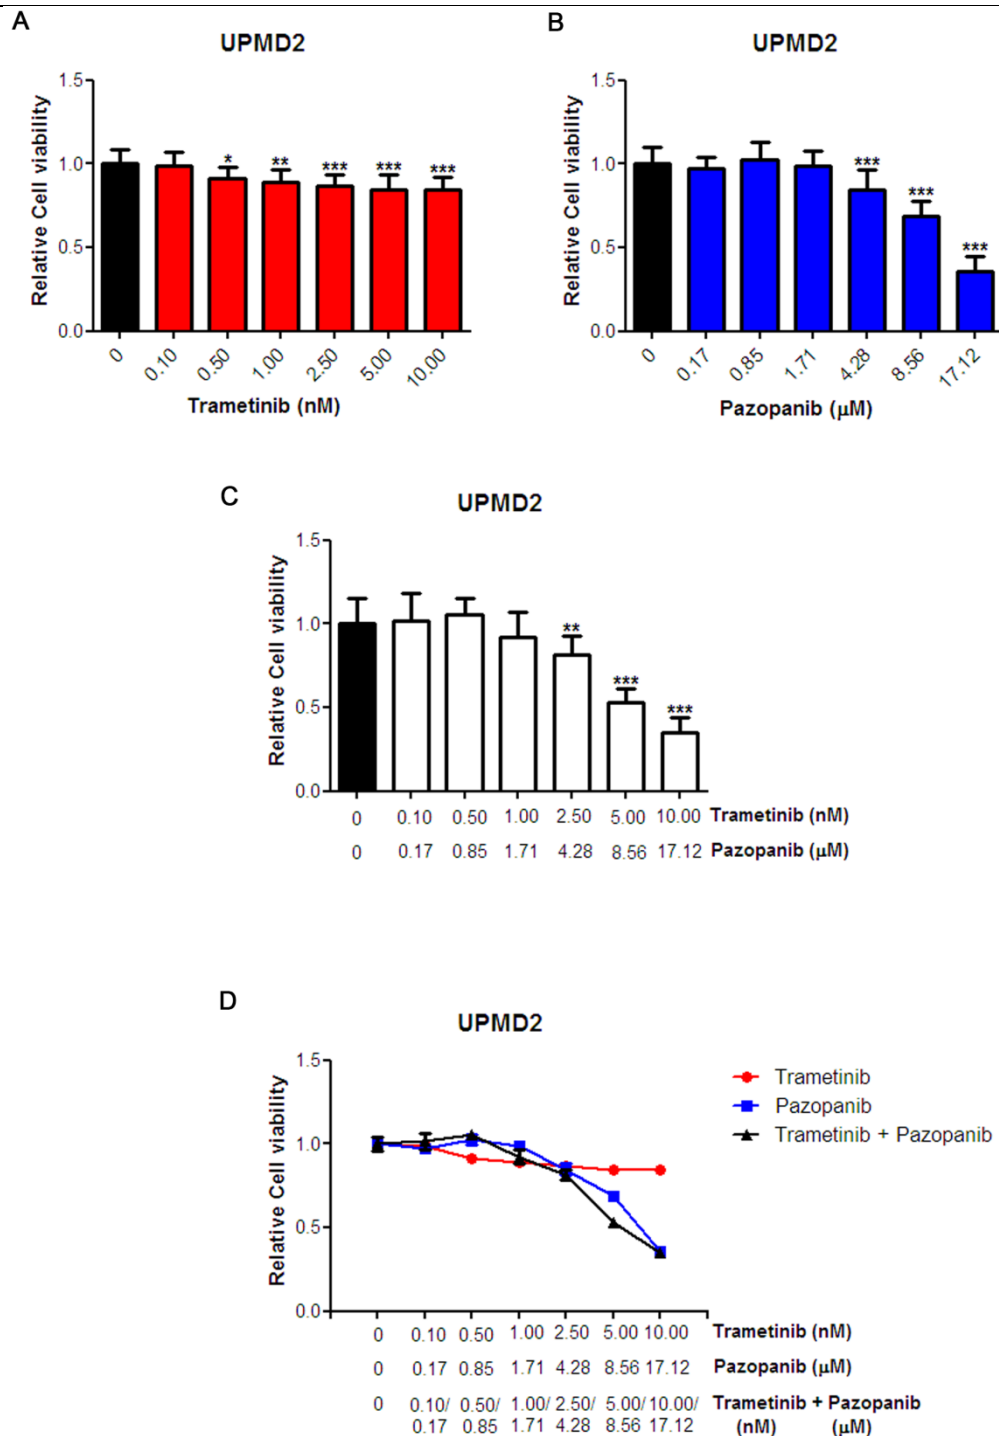 A
UPMD2
Relative Cell viability
1.5
1.0
0.5
0.0
* ** *** *** ***
0 0.10 0.50 1.00 2.50 5.00 10.00
Trametinib (nM)
B
UPMD2
Relative Cell viability
1.5
1.0
0.5
0.0
*** *** ***
0 0.17 0.85 1.71 4.28 8.56 17.12
Pazopanib (μM)
C
UPMD2
Relative Cell viability
1.5
1.0
0.5
0.0
** *** ***
0 0.10 0.50 1.00 2.50 5.00 10.00 Trametinib (nM)
0 0.17 0.85 1.71 4.28 8.56 17.12 Pazopanib (μM)
D
UPMD2
Relative Cell viability
1.5
1.0
0.5
0.0
Trametinib
Pazopanib
Trametinib + Pazopanib
0 0.10 0.50 1.00 2.50 5.00 10.00 Trametinib (nM)
0 0.17 0.85 1.71 4.28 8.56 17.12 Pazopanib (μM)
0 0.10/ 0.50/ 1.00/ 2.50/ 5.00/ 10.00/ Trametinib + Pazopanib
0.17 0.85 1.71 4.28 8.56 17.12 (nM) (μM)